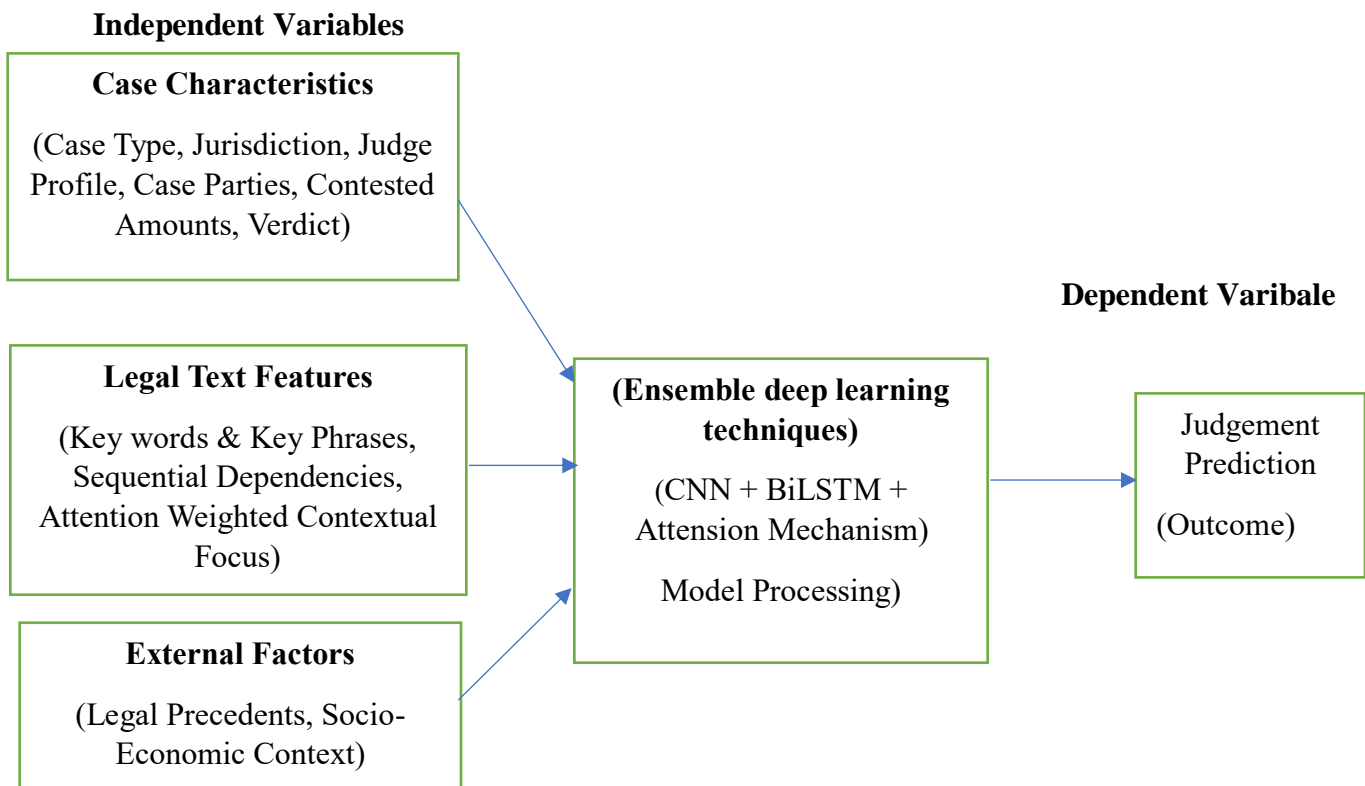 Independent Variables
Case Characteristics
(Case Type, Jurisdiction, Judge
Profile, Case Parties, Contested
Amounts, Verdict)
Legal Text Features
(Key words & Key Phrases,
Sequential Dependencies,
Attention Weighted Contextual
Focus)
External Factors
(Legal Precedents, Socio-
Economic Context)
(Ensemble deep learning
techniques)
(CNN + BiLSTM +
Attension Mechanism)
Model Processing)
Dependent Varibale
Judgement
Prediction
(Outcome)